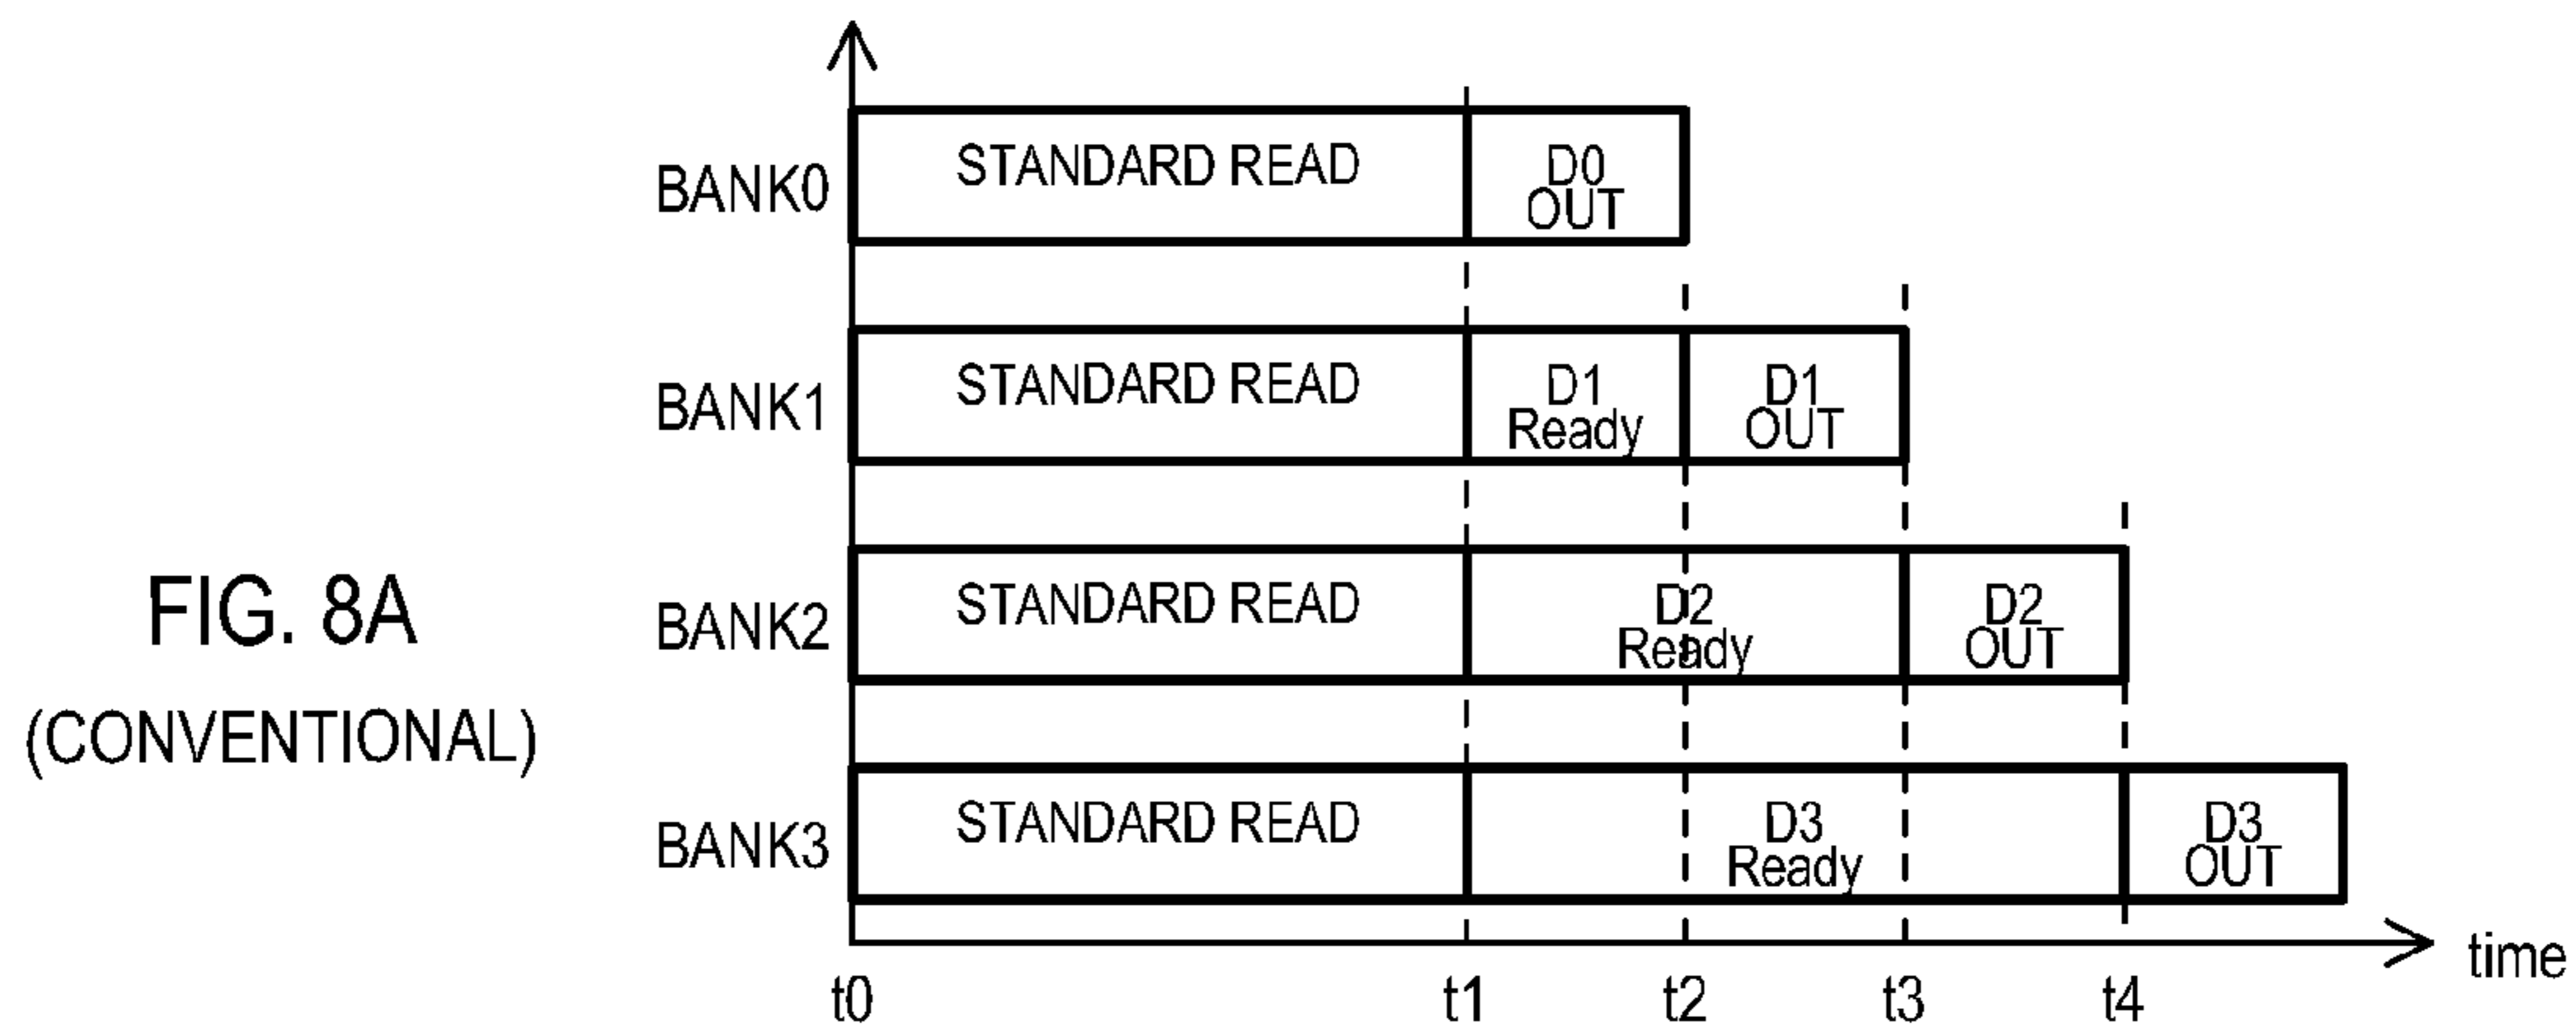 BANK0
STANDARD READ
D0
OUT
BANK1
STANDARD READ
D1
Ready
D1
OUT
BANK2
STANDARD READ
D2
Ready
D2
OUT
BANK3
STANDARD READ
D3
Ready
D3
OUT
FIG. 8A
(CONVENTIONAL)
time
t0
t1
t2
t3
t4